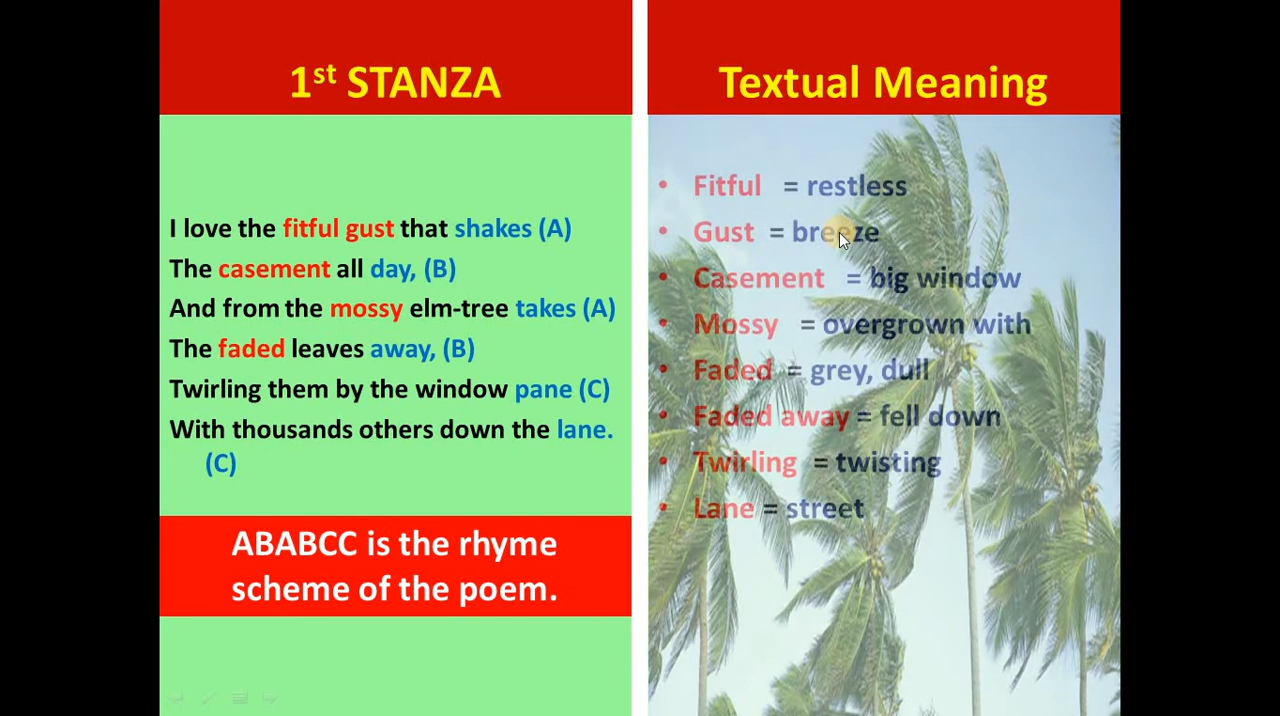 1st STANZA
I love the fitful gust that shakes (A)
The casement all day, (B)
And from the mossy elm-tree takes (A)
The faded leaves away, (B)
Twirling them by the window pane (C)
With thousands others down the lane.
(C)
ABABCC is the rhyme
scheme of the poem.
Textual Meaning
• Fitful = restless
• Gust = breeze
• Casement = big window
• Mossy = overgrown with
• Faded = grey, dull
• Faded away = fell down
• Twirling = twisting
• Lane = street